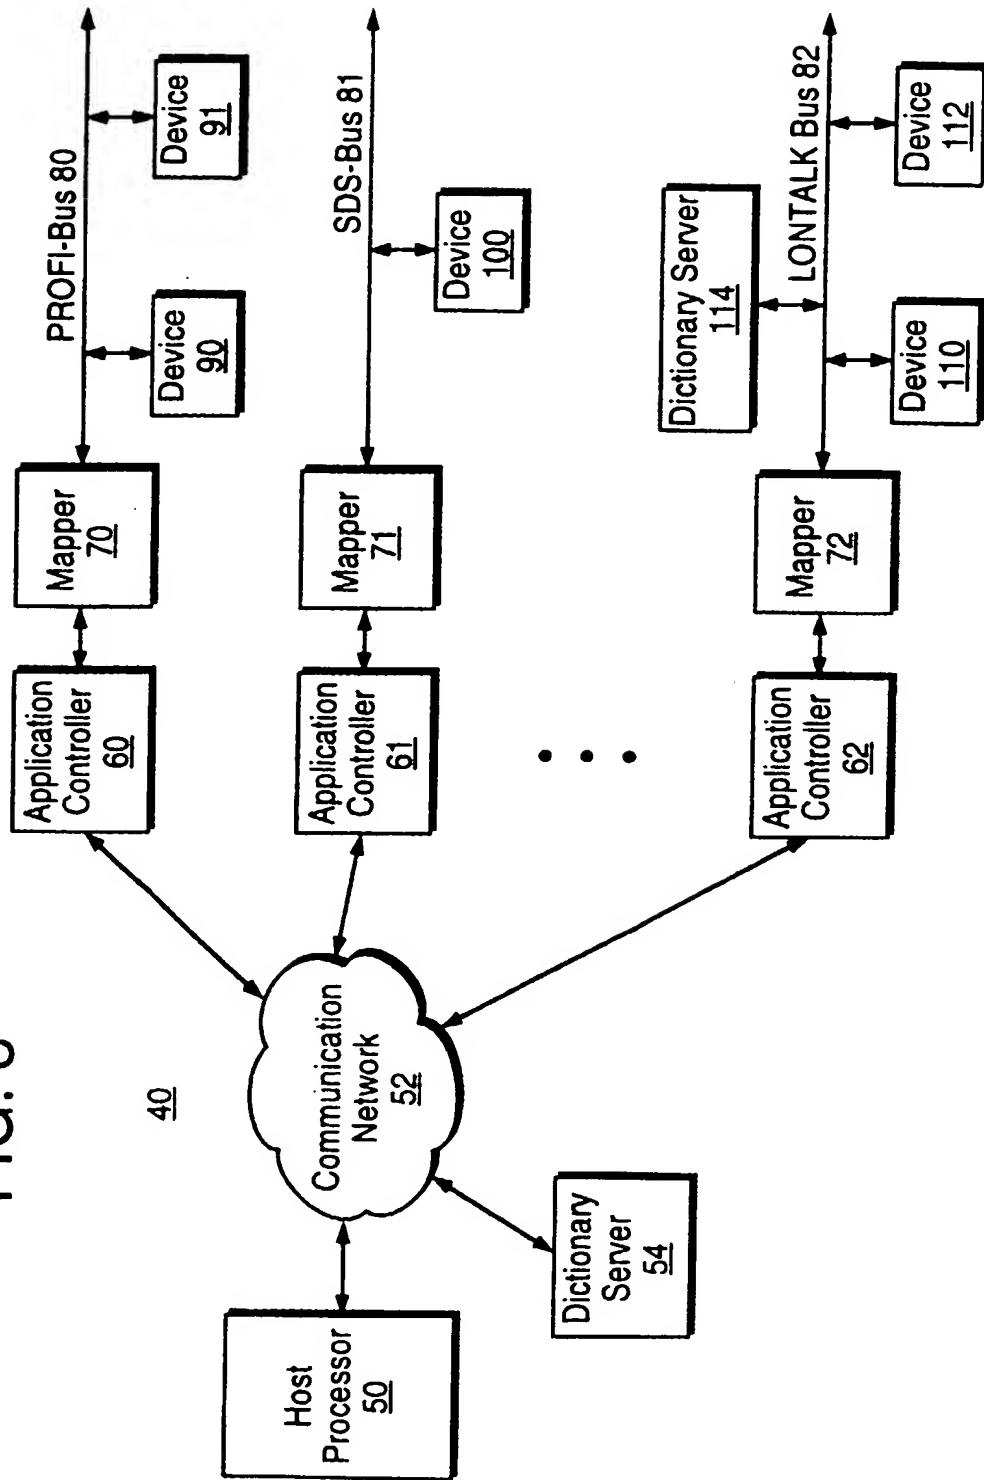 FIG.
40
Host
Processor
50
Communication
Network
52
Dictionary
Server
54
Application
Controller
60
Mapper
70
PROFI-Bus 80
Device
90
Device
91
Application
Controller
61
Mapper
71
SDS-Bus 81
Device
100
Application
Controller
62
Mapper
72
Dictionary Server
114
LONTALK Bus 82
Device
110
Device
112